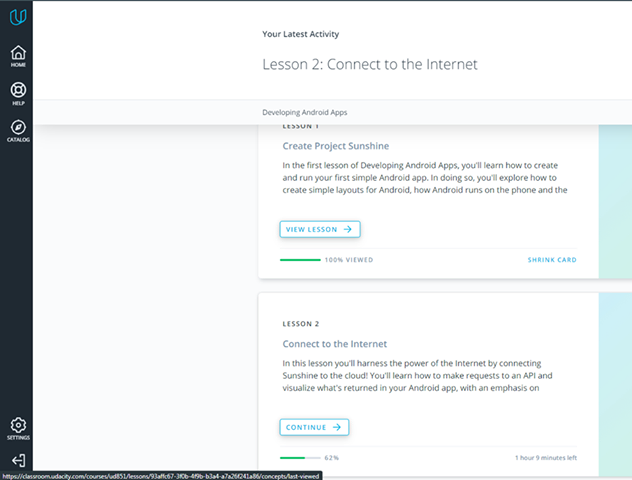 Your Latest Activity
Lesson 2: Connect to the Internet
HOME
HELP
CATALOG
Developing Android Apps
LESSON 1
Create Project Sunshine
In the first lesson of Developing Android Apps, you'll learn how to create
and run your first simple Android app. In doing so, you'll explore how to
create simple layouts for Android, how Android runs on the phone and the
VIEW LESSON
100% VIEWED
SHRINK CARD
LESSON 2
Connect to the Internet
In this lesson you'll harness the power of the Internet by connecting
Sunshine to the cloud! You'll learn how to make requests to an API and
visualize what's returned in your Android app, with an emphasis on
CONTINUE
SETTINGS
62%
1 hour 9 minutes left
https://classroom.udacity.com/courses/ud851/lessons/93affc67-3f0b-4f9b-b3a4-a7a26f241a86/concepts/last-viewed